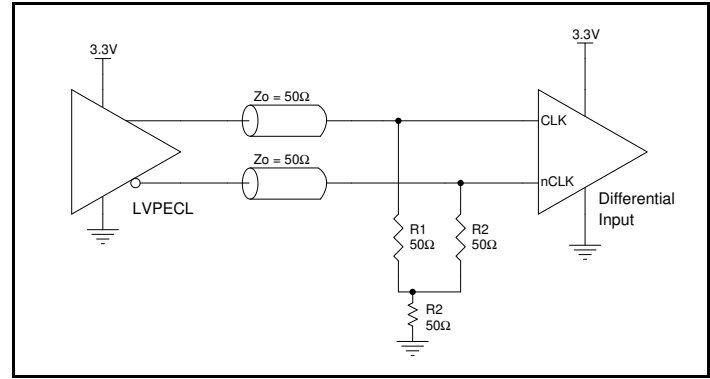 3.3V
3.3V
Zo = 50Ω
CLK
Zo = 50Ω
nCLK
LVPECL
Differential
Input
R1
50Ω
R2
50Ω
R2
50Ω